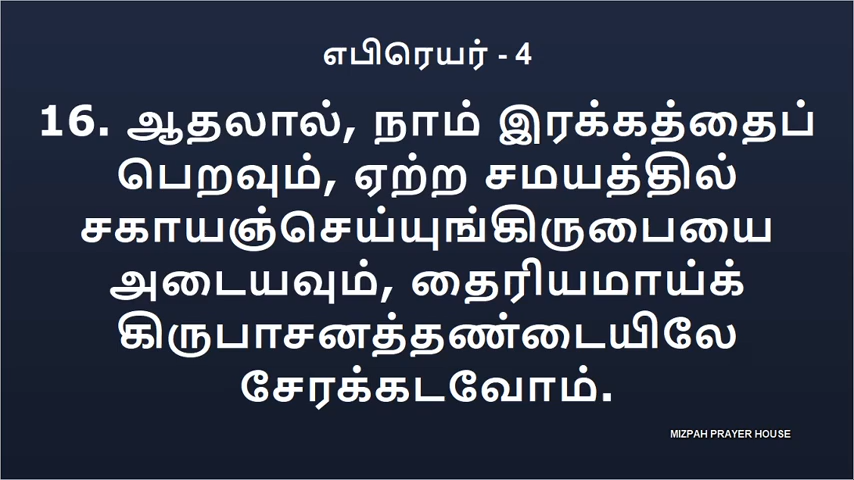 எபிரெயர் - 4
16. ஆதலால், நாம் இரக்கத்தைப்
பெறவும், ஏற்ற சமயத்தில்
சகாயஞ்செய்யுங்கிருபையை
அடையவும், தைரியமாய்க்
கிருபாசனத்தண்டையிலே
சேரக்கடவோம்.
MIZPAH PRAYER HOUSE